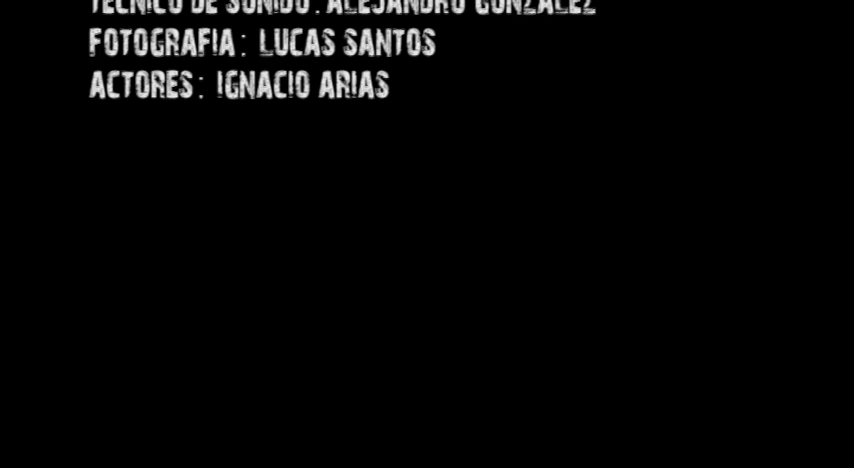 TECNICO DE SONIDO: ALEJANDRO GONZALEZ
FOTOGRAFIA: LUCAS SANTOS
ACTORES: IGNACIO ARIAS